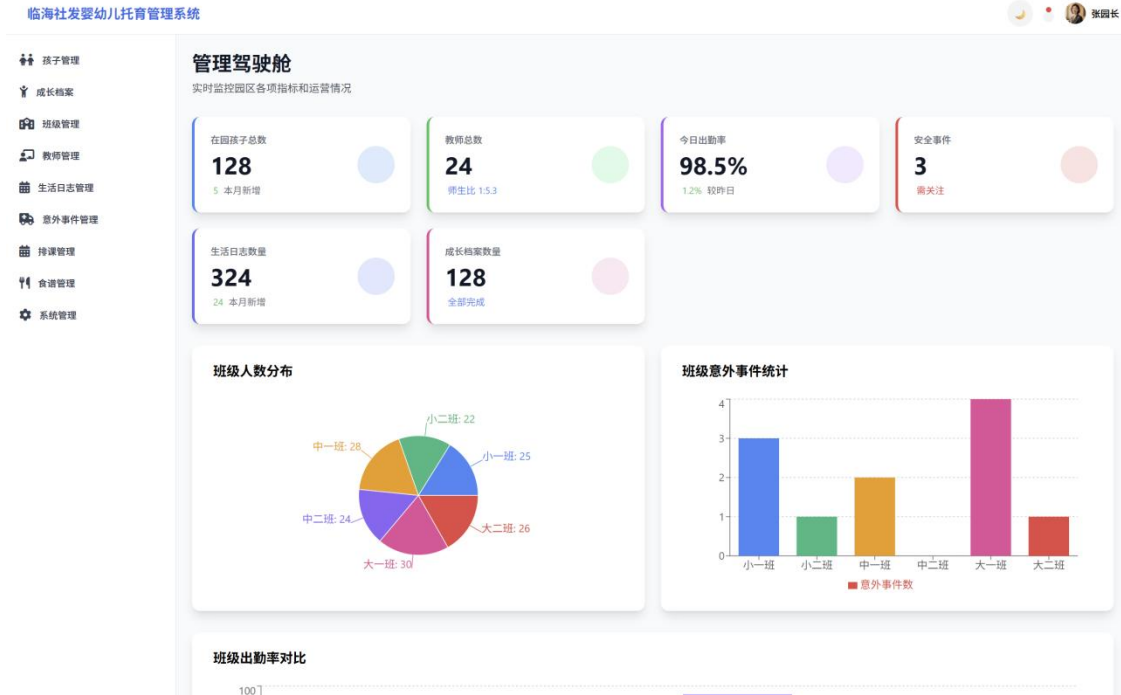 临海社发婴幼儿托育管理系统
张园长
孩子管理
成长档案
班级管理
教师管理
生活日志管理
意外事件管理
排课管理
食谱管理
系统管理
管理驾驶舱
实时监控园区各项指标和运营情况
在园孩子总数
128
5 本月新增
教师总数
24
师生比 1:5.3
今日出勤率
98.5%
1.2% 较昨日
安全事件
3
需关注
生活日志数量
324
24 本月新增
成长档案数量
128
全部完成
班级人数分布
小二班: 22
中一班: 28
小一班: 25
中二班: 24
大二班: 26
大一班: 30
班级意外事件统计
4
3
2
1
0
小一班 小二班 中一班 中二班 大一班 大二班
意外事件数
班级出勤率对比
100